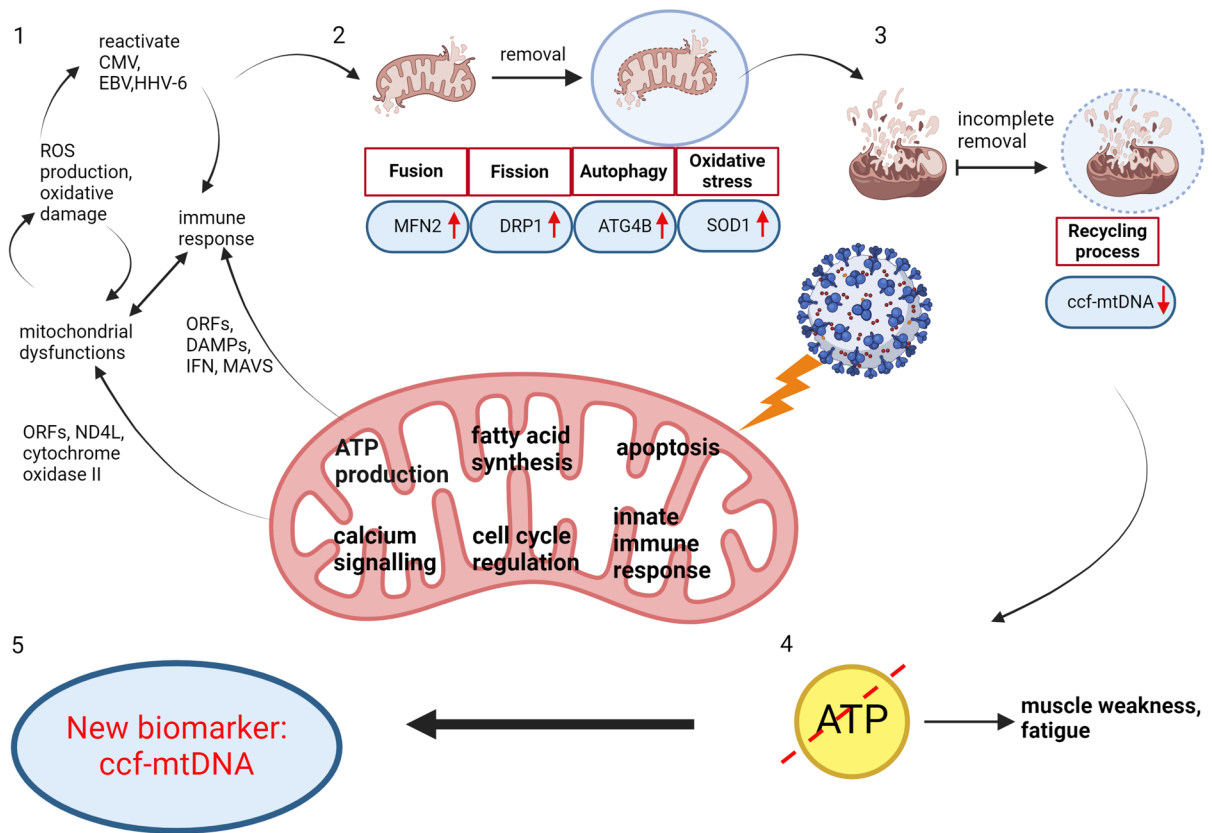 1
reactivate
CMV,
EBV,HHV-6
ROS
production,
oxidative
damage
immune
response
mitochondrial
dysfunctions
ORFs,
DAMPs,
IFN, MAVS
ORFs, ND4L,
cytochrome
oxidase II
2
removal
Fusion
Fission
Autophagy
Oxidative
stress
MFN2
DRP1
ATG4B
SOD1
3
incomplete
removal
Recycling
process
ccf-mtDNA
ATP
production
fatty acid
synthesis
apoptosis
calcium
signalling
cell cycle
regulation
innate
immune
response
4
ATP
muscle weakness,
fatigue
5
New biomarker:
ccf-mtDNA